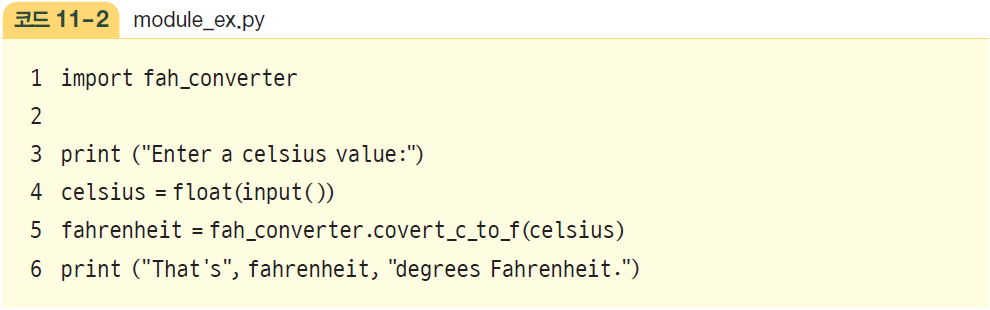 코드 11-2 module_ex.py
1 import fah_converter
2
3 print ("Enter a celsius value:")
4 celsius = float(input())
5 fahrenheit = fah_converter.covert_c_to_f(celsius)
6 print ("That's", fahrenheit, "degrees Fahrenheit.")